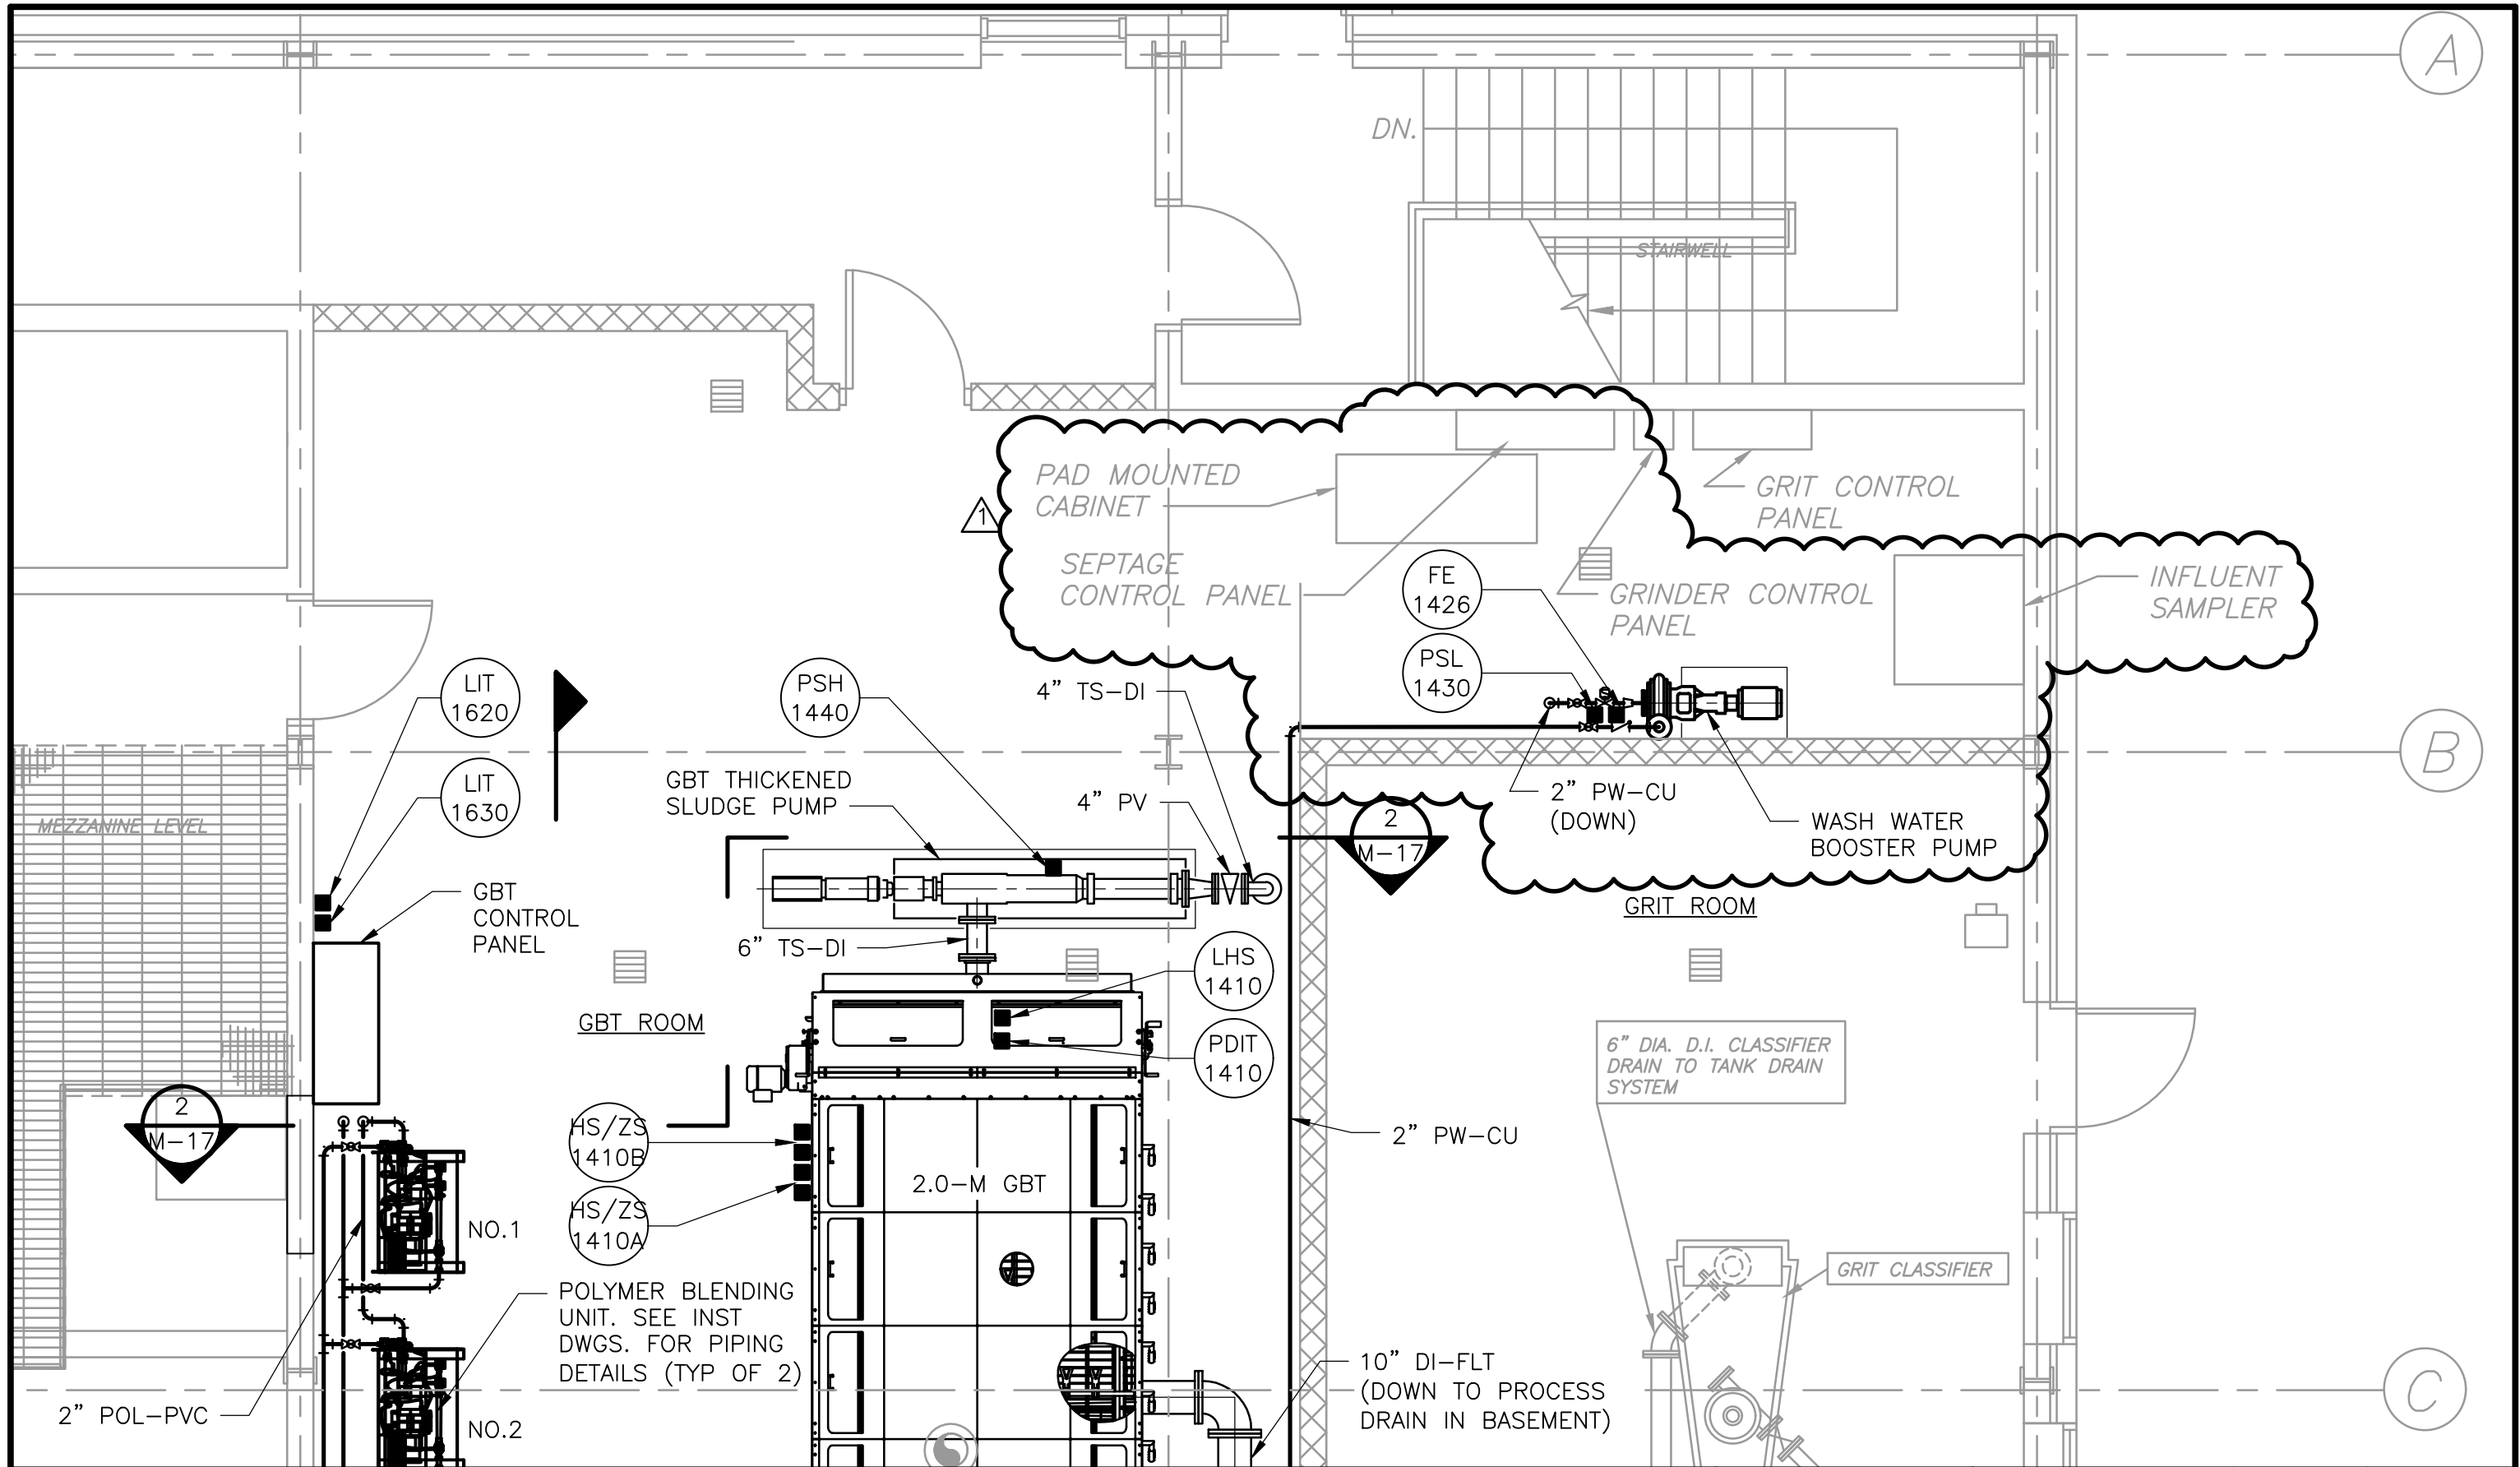 A
DN.
STAIRWELL
PAD MOUNTED
CABINET
1
GRIT CONTROL
PANEL
SEPTAGE
CONTROL PANEL
FE
1426
GRINDER CONTROL
PANEL
INFLUENT
SAMPLER
PSL
1430
LIT
1620
PSH
1440
4" TS-DI
B
LIT
1630
GBT THICKENED
SLUDGE PUMP
4" PV
2" PW-CU
(DOWN)
MEZZANINE LEVEL
2
M-17
WASH WATER
BOOSTER PUMP
GBT
CONTROL
PANEL
GRIT ROOM
6" TS-DI
LHS
1410
GBT ROOM
PDIT
1410
6" DIA. D.I. CLASSIFIER
DRAIN TO TANK DRAIN
SYSTEM
2
M-17
HS/ZS
1410B
2" PW-CU
2.0-M GBT
HS/ZS
1410A
NO.1
GRIT CLASSIFIER
POLYMER BLENDING
UNIT. SEE INST
DWGS. FOR PIPING
DETAILS (TYP OF 2)
10" DI-FLT
(DOWN TO PROCESS
DRAIN IN BASEMENT)
C
2" POL-PVC
NO.2